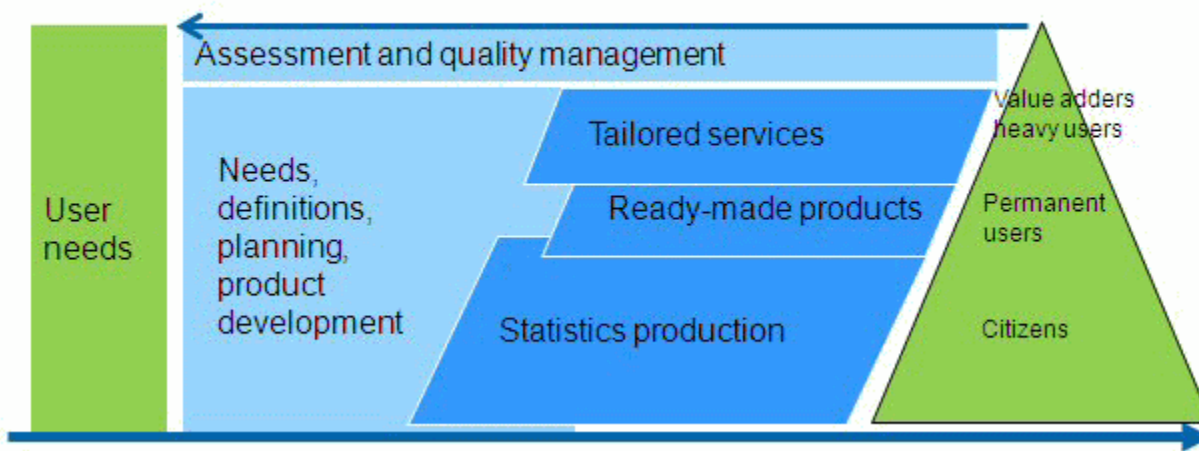 Assessment and quality management
User
needs
Needs,
definitions,
planning,
product
development
Tailored services
Ready-made products
Statistics production
Value adders
heavy users
Permanent
users
Citizens